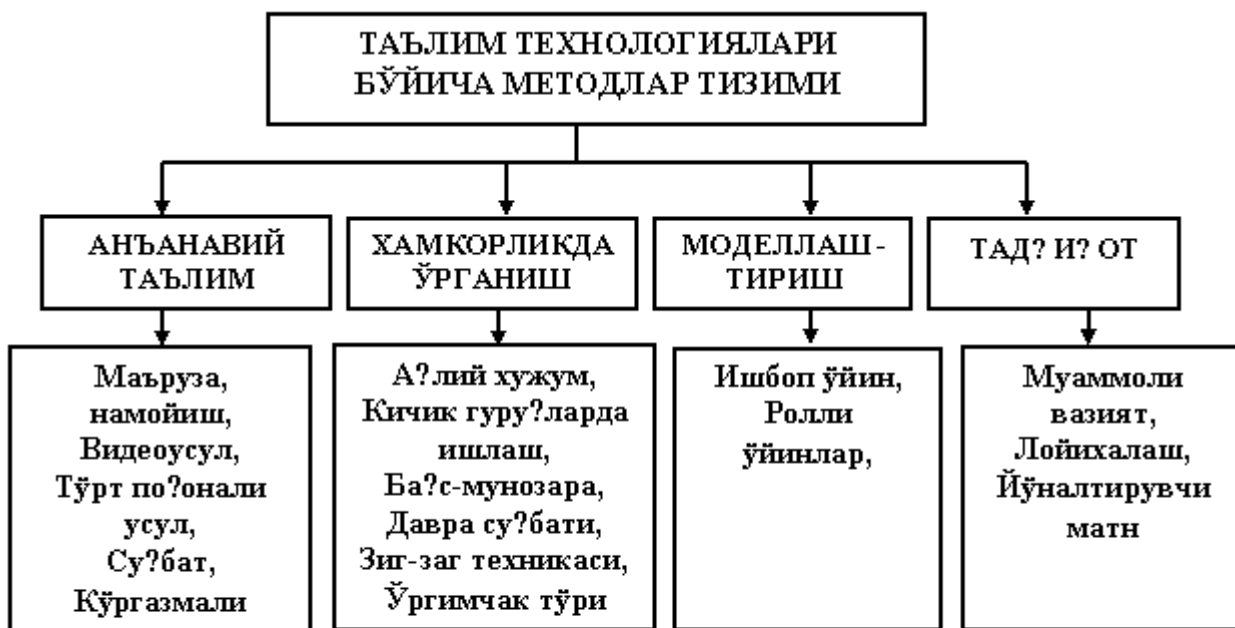 ТАЪЛИМ ТЕХНОЛОГИЯЛАРИ
БЎЙИЧА МЕТОДЛАР ТИЗИМИ
АНЪАНАВИЙ
ТАЪЛИМ
ХАМКОРЛИКДА
ЎРГАНИШ
МОДЕЛЛАШ-
ТИРИШ
ТАД? И? ОТ
Маъруза,
намойиш,
Видеоусул,
Тўрт по?онали
усул,
Су?бат,
Кўргазмали
А?лий хужум,
Кичик гуру?ларда
ишлаш,
Ба?с-мунозара,
Давра су?бати,
Зиг-заг техникаси,
Ўргимчак тўри
Ишбоп ўйин,
Ролли
ўйинлар,
Муаммоли
вазият,
Лойихалаш,
Йўналтирувчи
матн